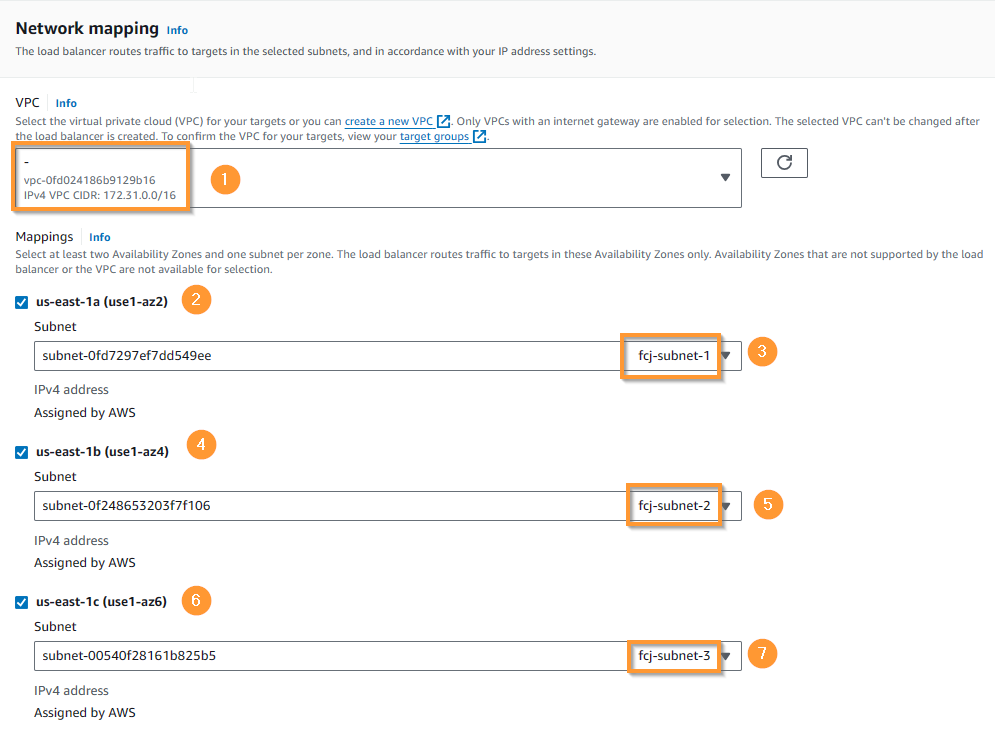 Network mapping Info
The load balancer routes traffic to targets in the selected subnets, and in accordance with your IP address settings.
VPC Info
Select the virtual private cloud (VPC) for your targets or you can create a new VPC. Only VPCs with an internet gateway are enabled for selection. The selected VPC can't be changed after
the load balancer is created. To confirm the VPC for your targets, view your target groups.
-
vpc-0fd024186b9129b16
IPv4 VPC CIDR: 172.31.0.0/16
1
Mappings Info
Select at least two Availability Zones and one subnet per zone. The load balancer routes traffic to targets in these Availability Zones only. Availability Zones that are not supported by the load
balancer or the VPC are not available for selection.
us-east-1a (use1-az2) 2
Subnet
subnet-0fd7297ef7dd549ee fcj-subnet-1 3
IPv4 address
Assigned by AWS
us-east-1b (use1-az4) 4
Subnet
subnet-0f248653203f7f106 fcj-subnet-2 5
IPv4 address
Assigned by AWS
us-east-1c (use1-az6) 6
Subnet
subnet-00540f28161b825b5 fcj-subnet-3 7
IPv4 address
Assigned by AWS